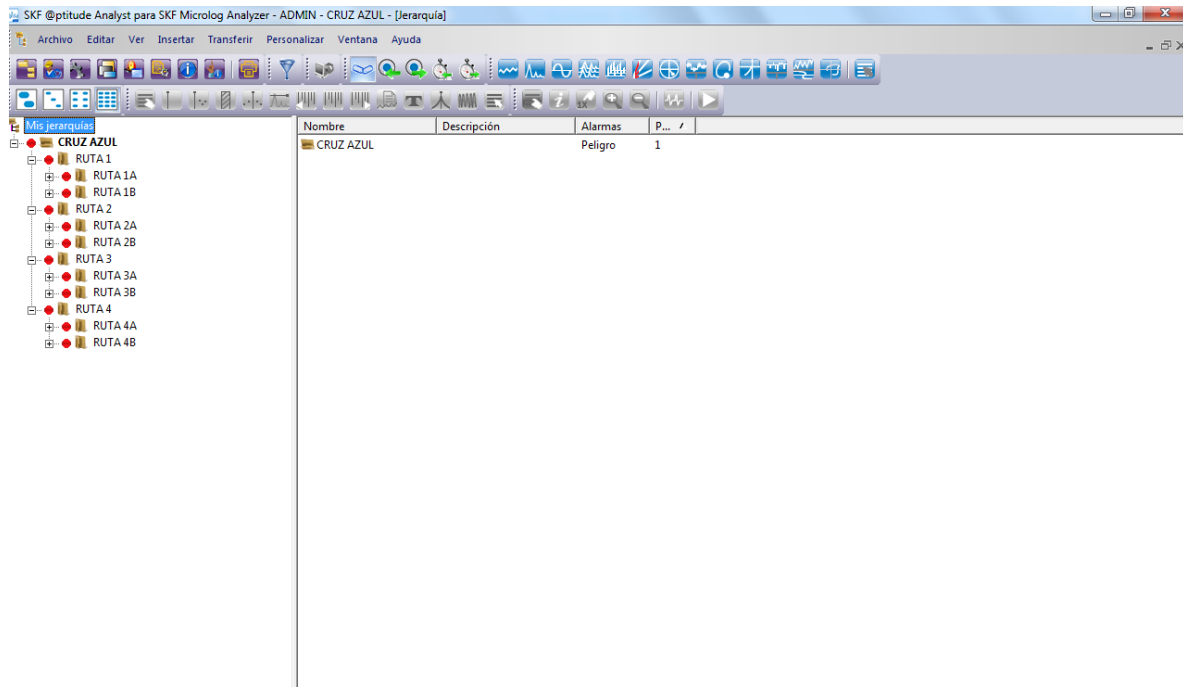 SKF @ptitude Analyst para SKF Microlog Analyzer - ADMIN - CRUZ AZUL - [Jerarquía]
Archivo Editar Ver Insertar Transferir Personalizar Ventana Ayuda
Mis jerarquías
CRUZ AZUL
RUTA 1
RUTA 1A
RUTA 1B
RUTA 2
RUTA 2A
RUTA 2B
RUTA 3
RUTA 3A
RUTA 3B
RUTA 4
RUTA 4A
RUTA 4B
Nombre Descripción Alarmas P...
CRUZ AZUL Peligro 1